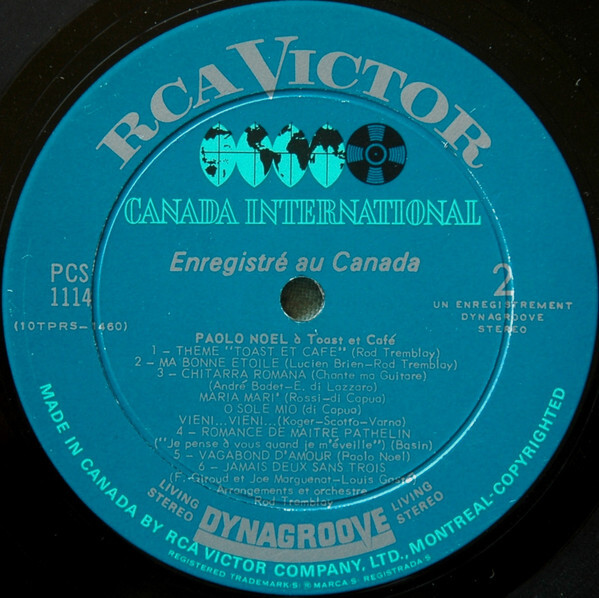 RCA VICTOR
CANADA INTERNATIONAL
Enregistré au Canada
PCS
1114
(10TPRS-1460)
2
UN ENREGISTREMENT
DYNAGROOVE
STEREO
PAOLO NOEL à Toast et Café
1 - THEME "TOAST ET CAFE" (Rod Tremblay)
2 - MA BONNE ETOILE (Lucien Brien-Rod Tremblay)
3 - CHITARRA ROMANA (Chante ma Guitare)
(André Badet-E. di Lazzaro)
MARIA MARI' (Rossi-di Capua)
O SOLE MIO (di Capua)
VIENI...VIENI... (Koger-Scotto-Varna)
4 - ROMANCE DE MAITRE PATHELIN
("Je pense à vous quand je m'éveille") (Basin)
5 - VAGABOND D'AMOUR (Paolo Noel)
6 - JAMAIS DEUX SANS TROIS
(F. Giroud et Joe Marguenat-Louis Gasté)
Arrangements et orchestre
Rod Tremblay
LIVING
STEREO
DYNAGROOVE
LIVING
STEREO
MADE IN CANADA BY RCA VICTOR COMPANY, LTD., MONTREAL-COPYRIGHTED
REGISTERED TRADEMARK/S ® MARCA S REGISTRADA S